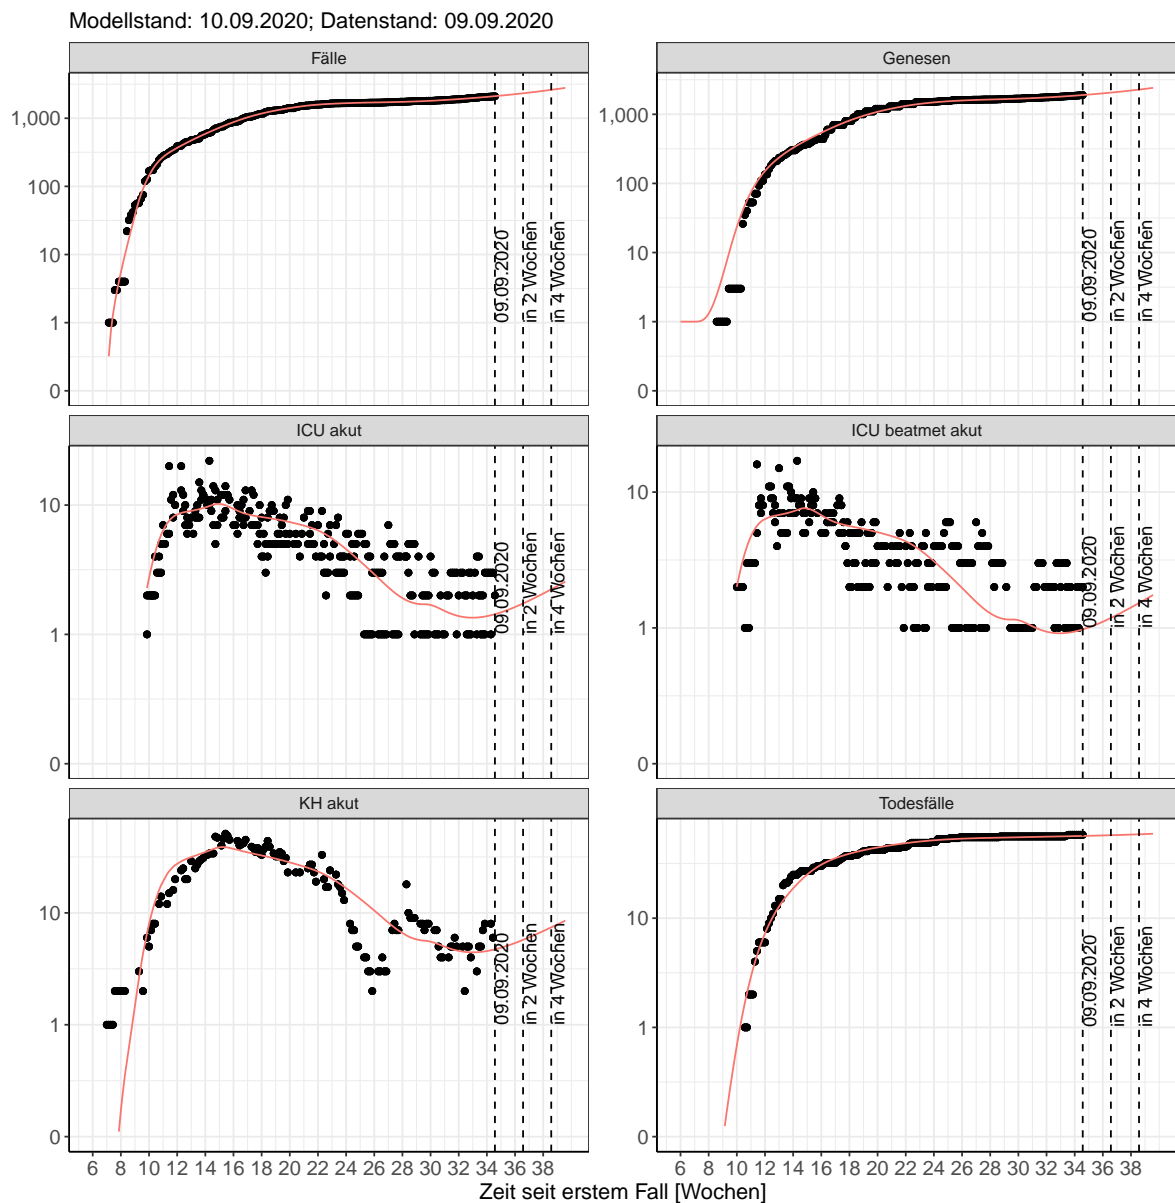 Modellstand: 10.09.2020; Datenstand: 09.09.2020
Fälle
1,000
100
10
1
0
09.09.2020
in 2 Wochen
in 4 Wochen
Genesen
1,000
100
10
1
0
09.09.2020
in 2 Wochen
in 4 Wochen
ICU akut
10
1
0
09.09.2020
in 2 Wochen
in 4 Wochen
ICU beatmet akut
10
1
0
09.09.2020
in 2 Wochen
in 4 Wochen
KH akut
10
1
0
09.09.2020
in 2 Wochen
in 4 Wochen
6 8 10 12 14 16 18 20 22 24 26 28 30 32 34 36 38
Todesfälle
10
1
0
09.09.2020
in 2 Wochen
in 4 Wochen
6 8 10 12 14 16 18 20 22 24 26 28 30 32 34 36 38
Zeit seit erstem Fall [Wochen]